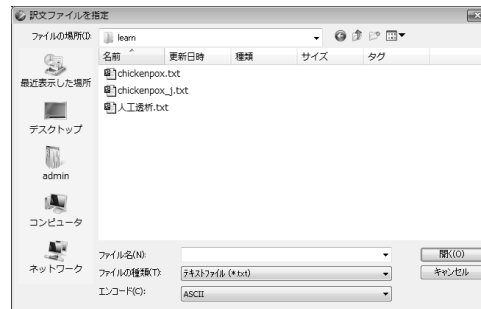 訳文ファイルを指定
ファイルの場所(I):
learn
名前
更新日時
種類
サイズ
タグ
chickenpox.txt
chickenpox_j.txt
人工透析.txt
最近表示した場所
デスクトップ
admin
コンピュータ
ネットワーク
ファイル名(N):
開く(O)
ファイルの種類(T):
テキストファイル (*.txt)
キャンセル
エンコード(C):
ASCII